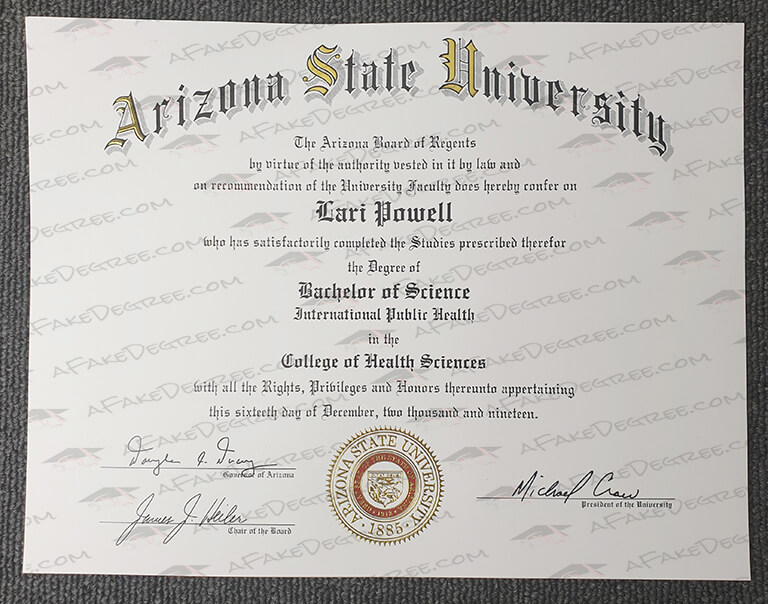 Arizona State University
The Arizona Board of Regents
by virtue of the authority vested in it by law and
on recommendation of the University Faculty does hereby confer on
Lari Powell
who has satisfactorily completed the Studies prescribed therefor
the Degree of
Bachelor of Science
International Public Health
in the
College of Health Sciences
with all the Rights, Privileges and Honors thereunto appertaining
this sixteeth day of December, two thousand and nineteen.
Governor of Arizona
James J.
Chair of the Board
ARIZONA STATE UNIVERSITY
1885
Michael Crow
President of the University
AFAKEDEGREE.COM